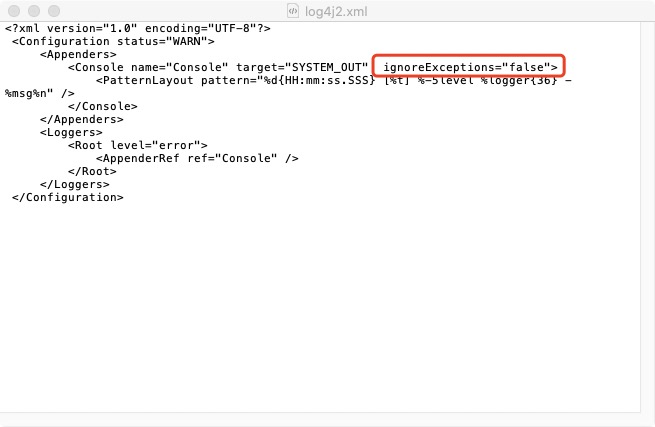 log4j2.xml
<?xml version="1.0" encoding="UTF-8"?>
<Configuration status="WARN">
<Appenders>
<Console name="Console" target="SYSTEM_OUT" ignoreExceptions="false">
<PatternLayout pattern="%d{HH:mm:ss.SSS} [%t] %-5level %logger{36} -
%msg%n" />
</Console>
</Appenders>
<Loggers>
<Root level="error">
<AppenderRef ref="Console" />
</Root>
</Loggers>
</Configuration>